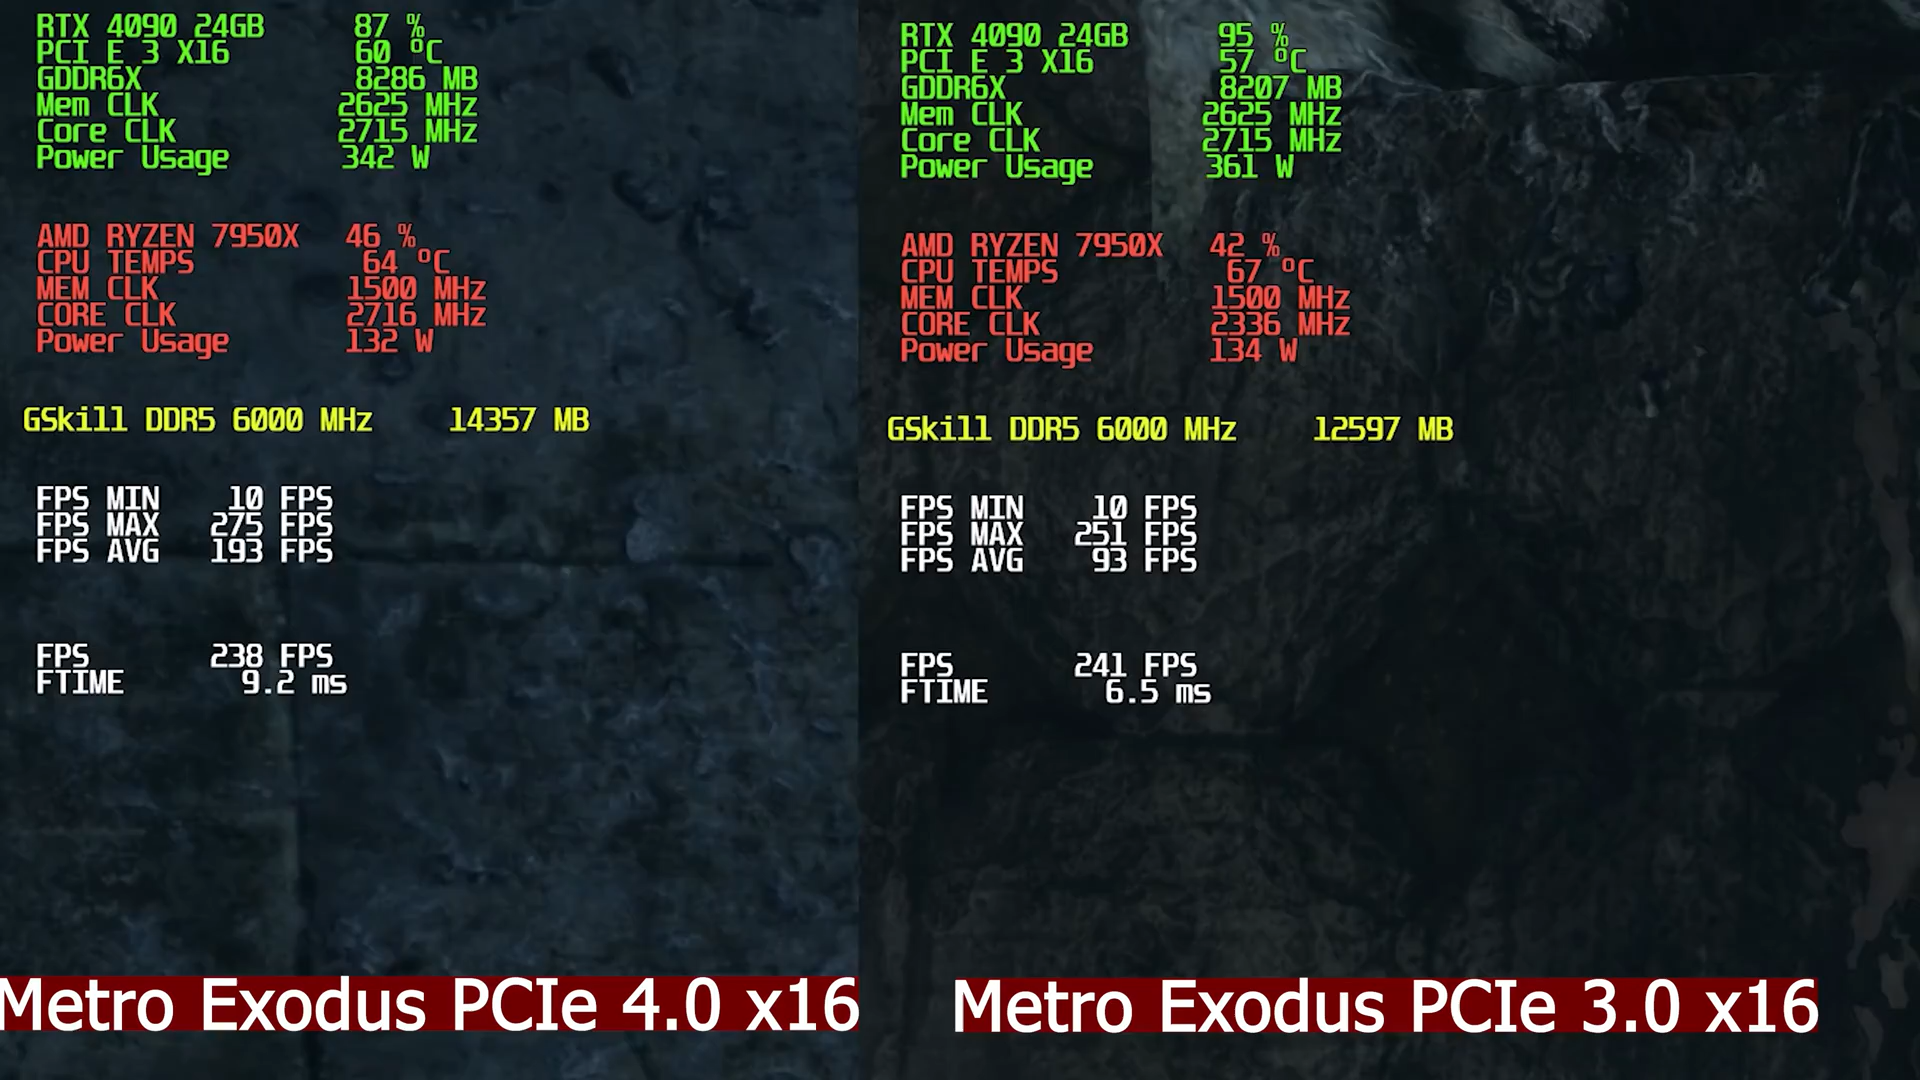 RTX 4090 24GB 87 %
PCI E 3 X16 60 °C
GDDR6X 8286 MB
Mem CLK 2625 MHz
Core CLK 2715 MHz
Power Usage 342 W
AMD RYZEN 7950X 46 %
CPU TEMPS 64 °C
MEM CLK 1500 MHz
CORE CLK 2716 MHz
Power Usage 132 W
GSkill DDR5 6000 MHz 14357 MB
FPS MIN 10 FPS
FPS MAX 275 FPS
FPS AVG 193 FPS
FPS 238 FPS
FTIME 9.2 ms
Metro Exodus PCIe 4.0 x16
RTX 4090 24GB 95 %
PCI E 3 X16 57 °C
GDDR6X 8207 MB
Mem CLK 2625 MHz
Core CLK 2715 MHz
Power Usage 361 W
AMD RYZEN 7950X 42 %
CPU TEMPS 67 °C
MEM CLK 1500 MHz
CORE CLK 2336 MHz
Power Usage 134 W
GSkill DDR5 6000 MHz 12597 MB
FPS MIN 10 FPS
FPS MAX 251 FPS
FPS AVG 93 FPS
FPS 241 FPS
FTIME 6.5 ms
Metro Exodus PCIe 3.0 x16